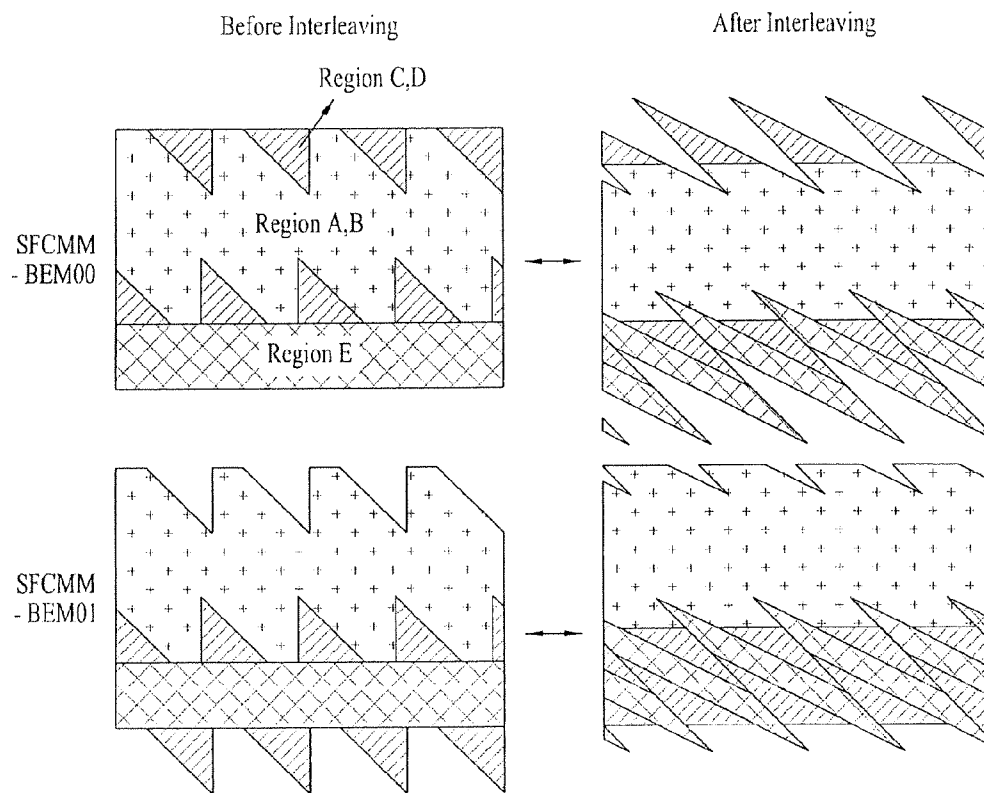 Before Interleaving
After Interleaving
Region C,D
Region A,B
SFCMM
- BEM00
Region E
SFCMM
- BEM01